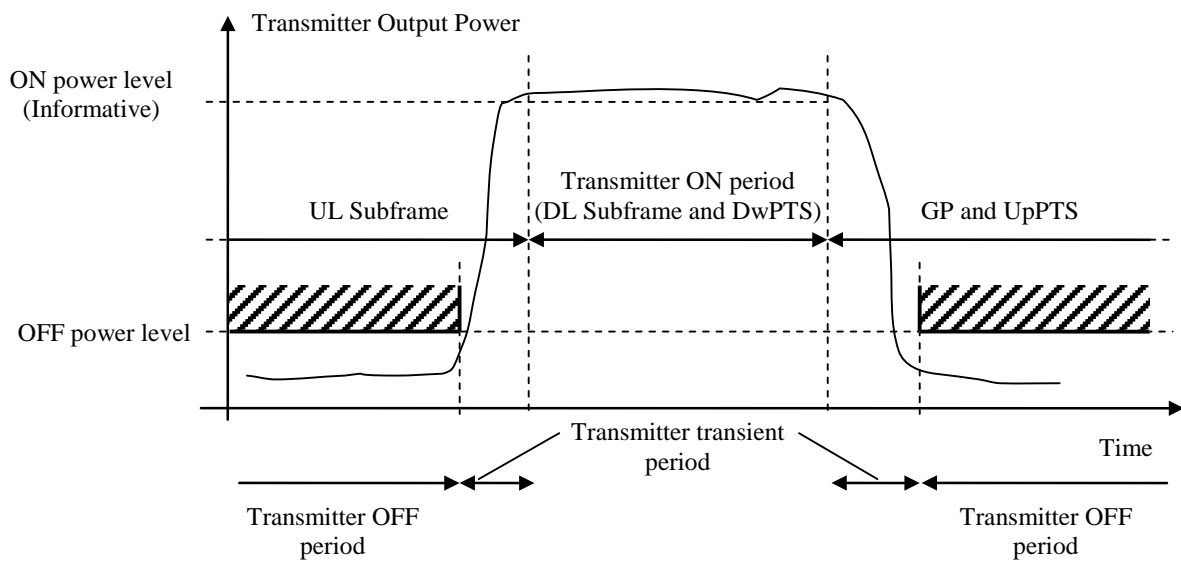 Transmitter Output Power
ON power level
(Informative)
Transmitter ON period
(DL Subframe and DwPTS)
UL Subframe
GP and UpPTS
OFF power level
Transmitter transient
period
Time
Transmitter OFF
period
Transmitter OFF
period